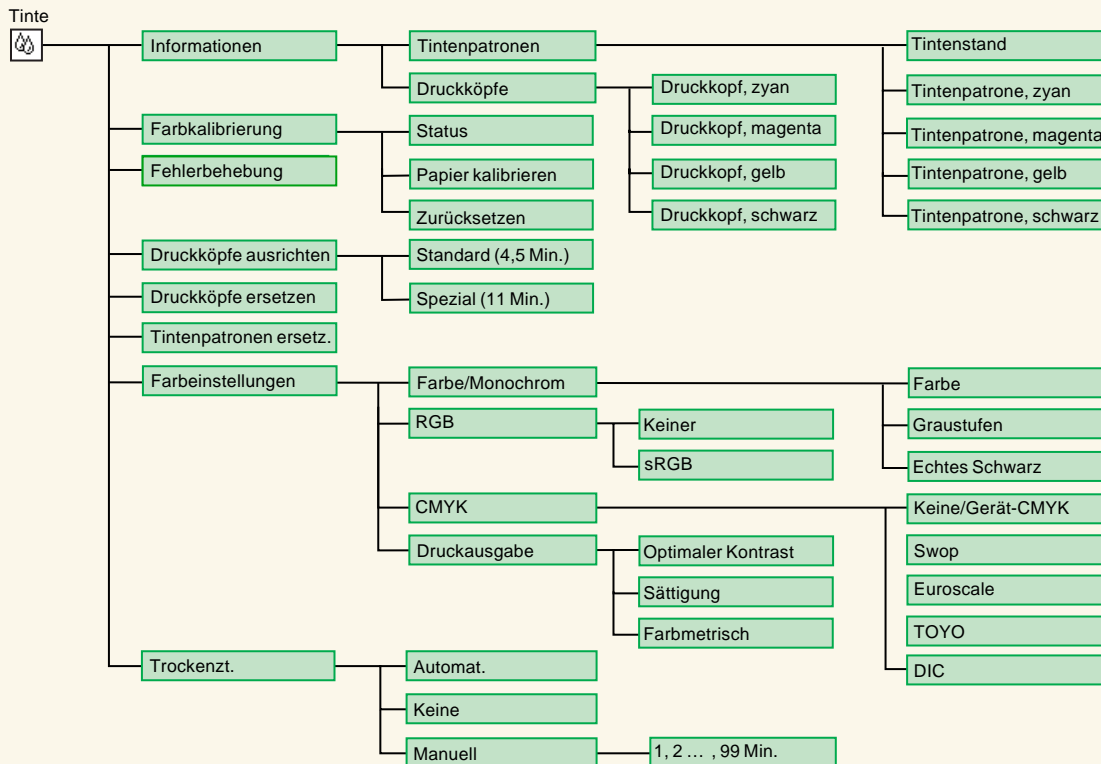 Tinte
Informationen
Tintenpatronen
Tintenstand
Tintenpatrone, zyan
Tintenpatrone, magenta
Tintenpatrone, gelb
Tintenpatrone, schwarz
Druckköpfe
Druckkopf, zyan
Druckkopf, magenta
Druckkopf, gelb
Druckkopf, schwarz
Farbkalibrierung
Status
Papier kalibrieren
Zurücksetzen
Fehlerbehebung
Druckköpfe ausrichten
Standard (4,5 Min.)
Spezial (11 Min.)
Druckköpfe ersetzen
Tintenpatronen ersetz.
Farbeinstellungen
Farbe/Monochrom
Farbe
Graustufen
Echtes Schwarz
RGB
Keiner
sRGB
CMYK
Keine/Gerät-CMYK
Swop
Euroscale
TOYO
DIC
Druckausgabe
Optimaler Kontrast
Sättigung
Farbmetrisch
Trockenzt.
Automat.
Keine
Manuell
1, 2 ... , 99 Min.